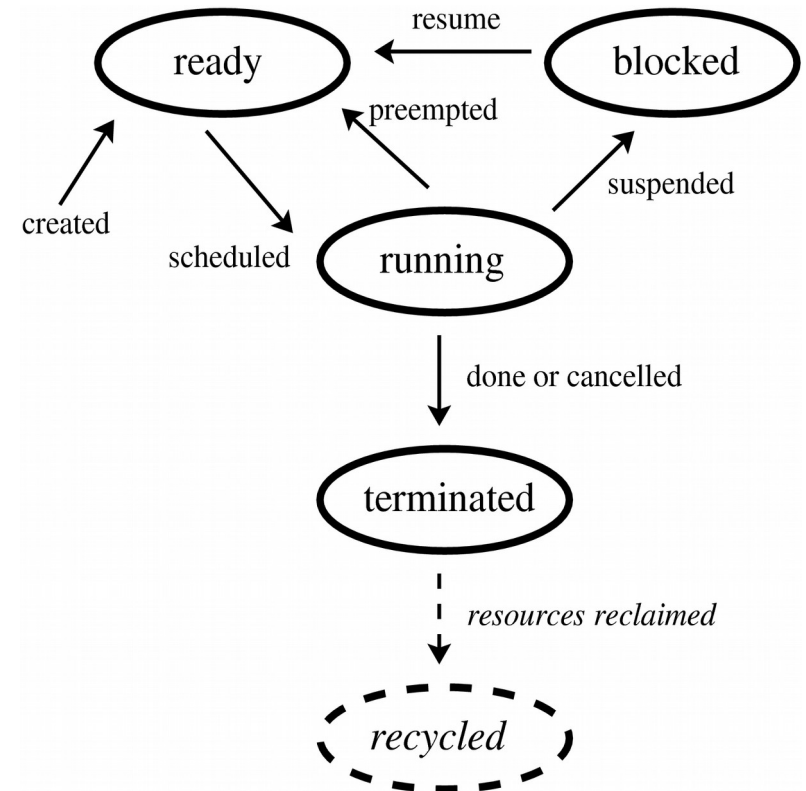 resume
ready
blocked
preempted
suspended
created
scheduled
running
done or cancelled
terminated
resources reclaimed
recycled